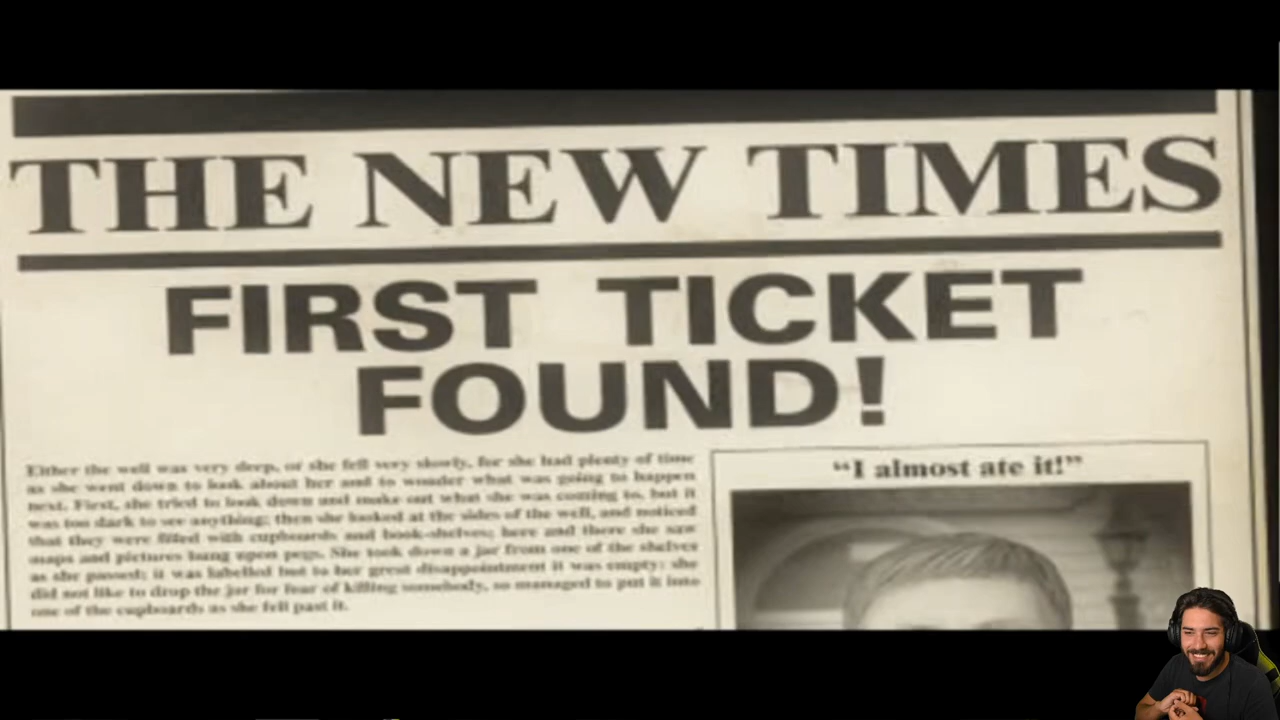 THE NEW TIMES
FIRST TICKET
FOUND!
Either the well was very deep, or she fell very slowly, for she had plenty of time
as she went down to look about her and to wonder what was going to happen
next. First, she tried to look down and make out what she was coming to, but it
was too dark to see anything; then she looked at the sides of the well, and noticed
that they were filled with cupboards and book-shelves; here and there she saw
maps and pictures hung upon pegs. She took down a jar from one of the shelves
as she passed; it was labelled but to her great disappointment it was empty: she
did not like to drop the jar for fear of killing somebody, so managed to put it into
one of the cupboards as she fell past it.
“I almost ate it!”